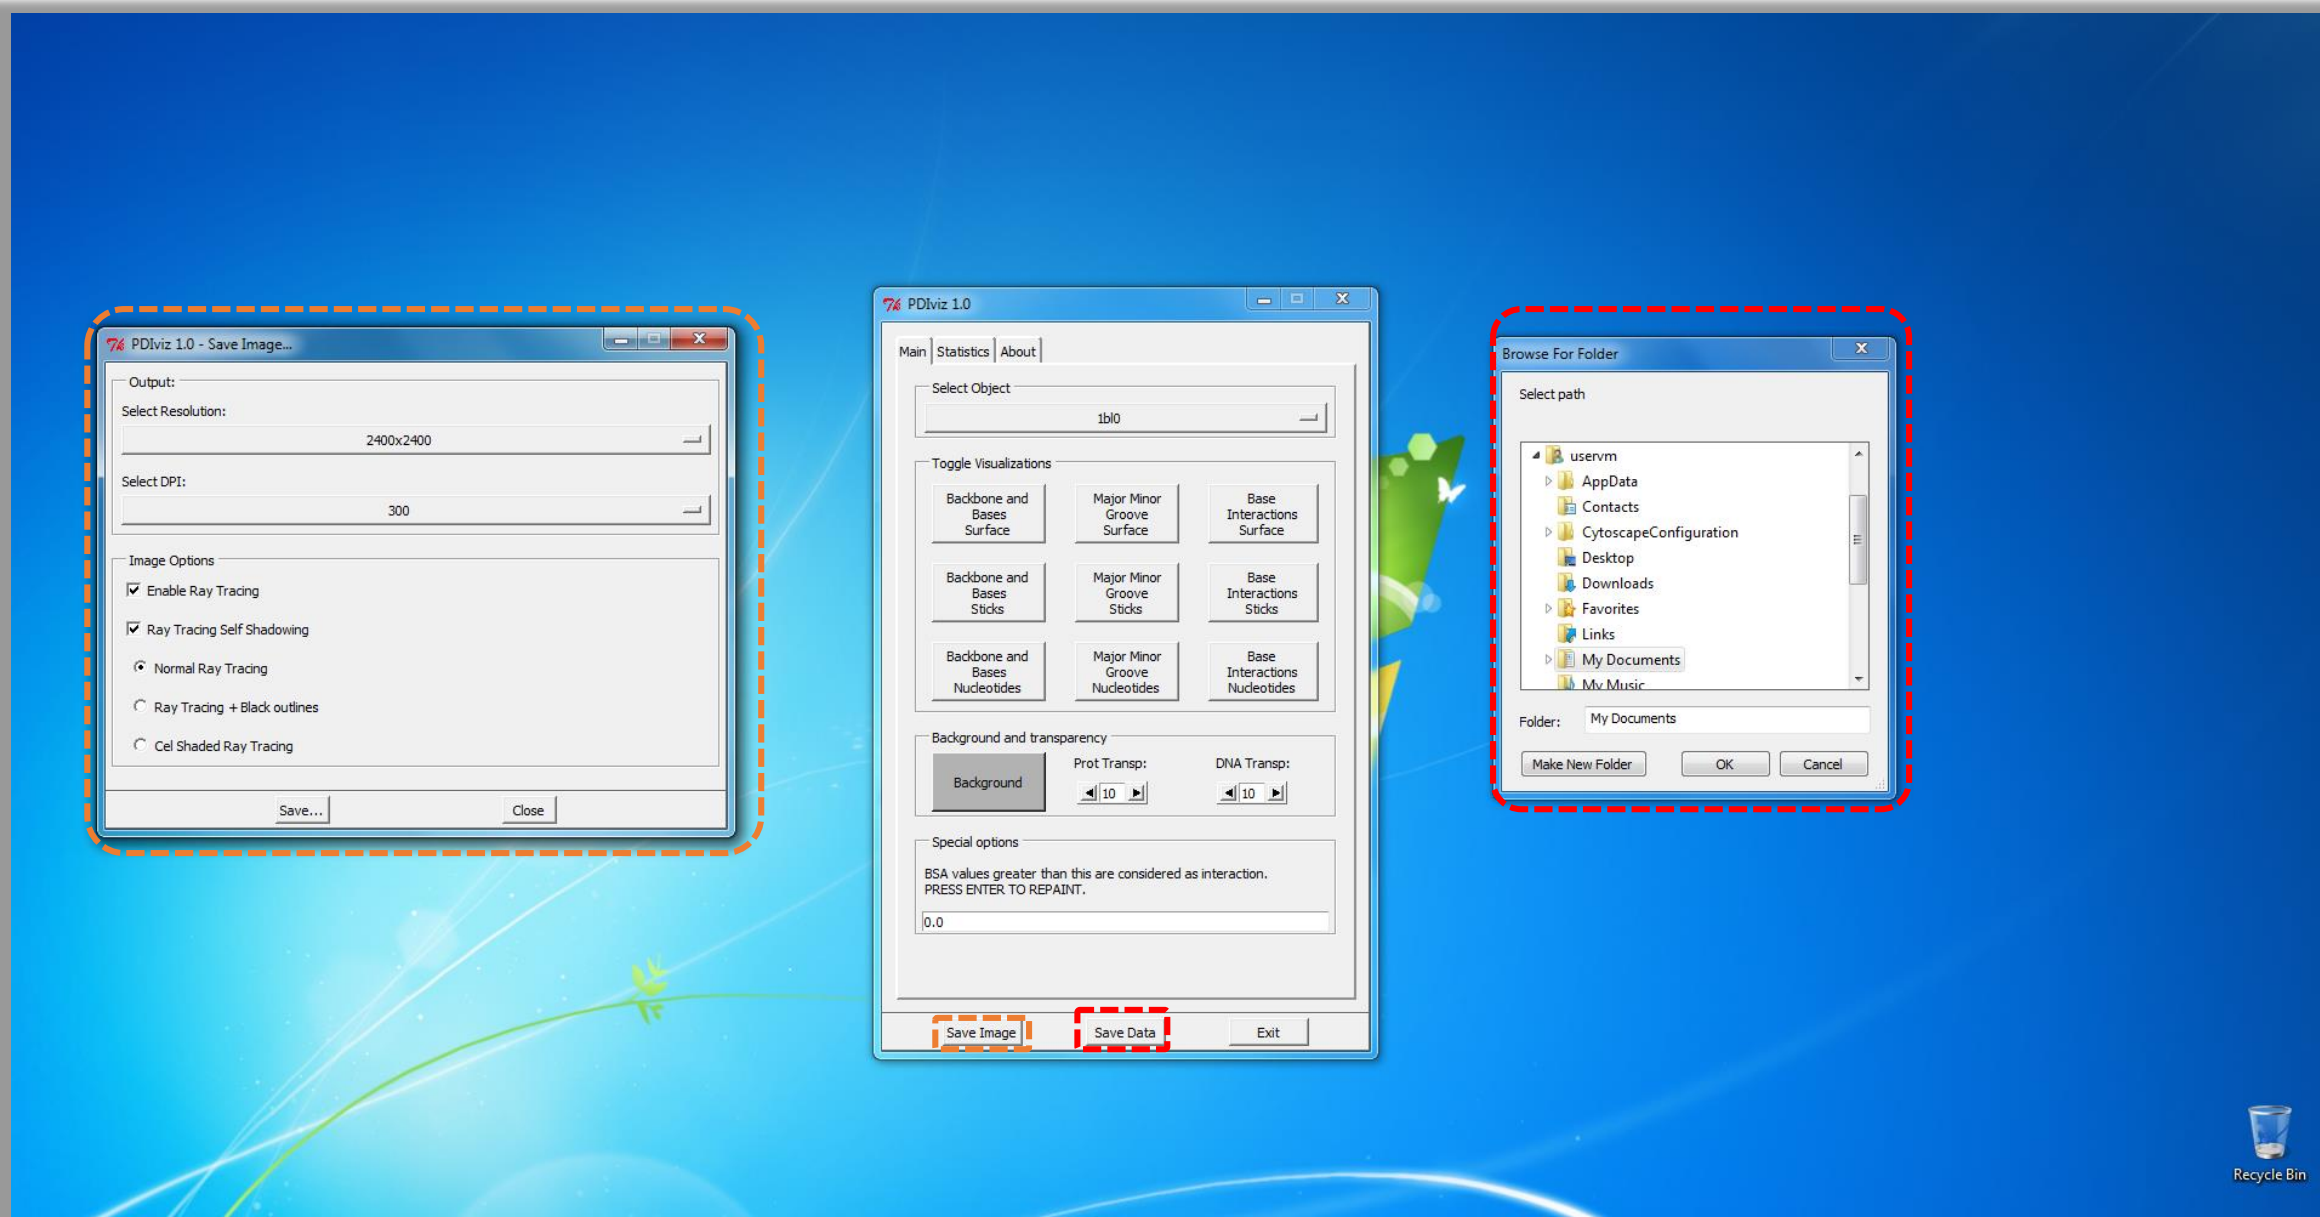 PDIviz 1.0 - Save Image...
Output:
Select Resolution:
2400x2400
Select DPI:
300
Image Options
Enable Ray Tracing
Ray Tracing Self Shadowing
Normal Ray Tracing
Ray Tracing + Black outlines
Cel Shaded Ray Tracing
Save...
Close
PDIviz 1.0
Main
Statistics
About
Select Object
1bl0
Toggle Visualizations
Backbone and
Bases
Surface
Major Minor
Groove
Surface
Base
Interactions
Surface
Backbone and
Bases
Sticks
Major Minor
Groove
Sticks
Base
Interactions
Sticks
Backbone and
Bases
Nucleotides
Major Minor
Groove
Nucleotides
Base
Interactions
Nucleotides
Background and transparency
Background
Prot Transp:
10
DNA Transp:
10
Special options
BSA values greater than this are considered as interaction.
PRESS ENTER TO REPAINT.
0.0
Save Image
Save Data
Exit
Browse For Folder
Select path
uservm
AppData
Contacts
CytoscapeConfiguration
Desktop
Downloads
Favorites
Links
My Documents
My Music
Folder:
My Documents
Make New Folder
OK
Cancel
Recycle Bin